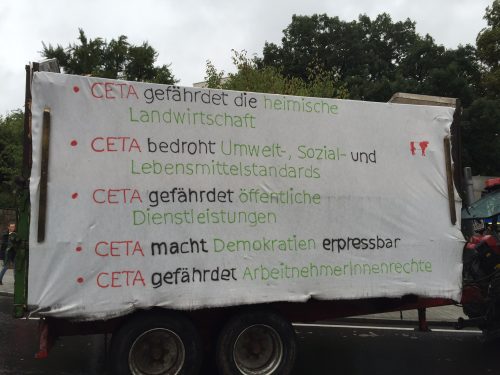 • CETA gefährdet die heimische
Landwirtschaft
• CETA bedroht Umwelt-, Sozial- und
Lebensmittelstandards
• CETA gefährdet öffentliche
Dienstleistungen
• CETA macht Demokratien erpressbar
• CETA gefährdet ArbeitnehmerInnenrechte